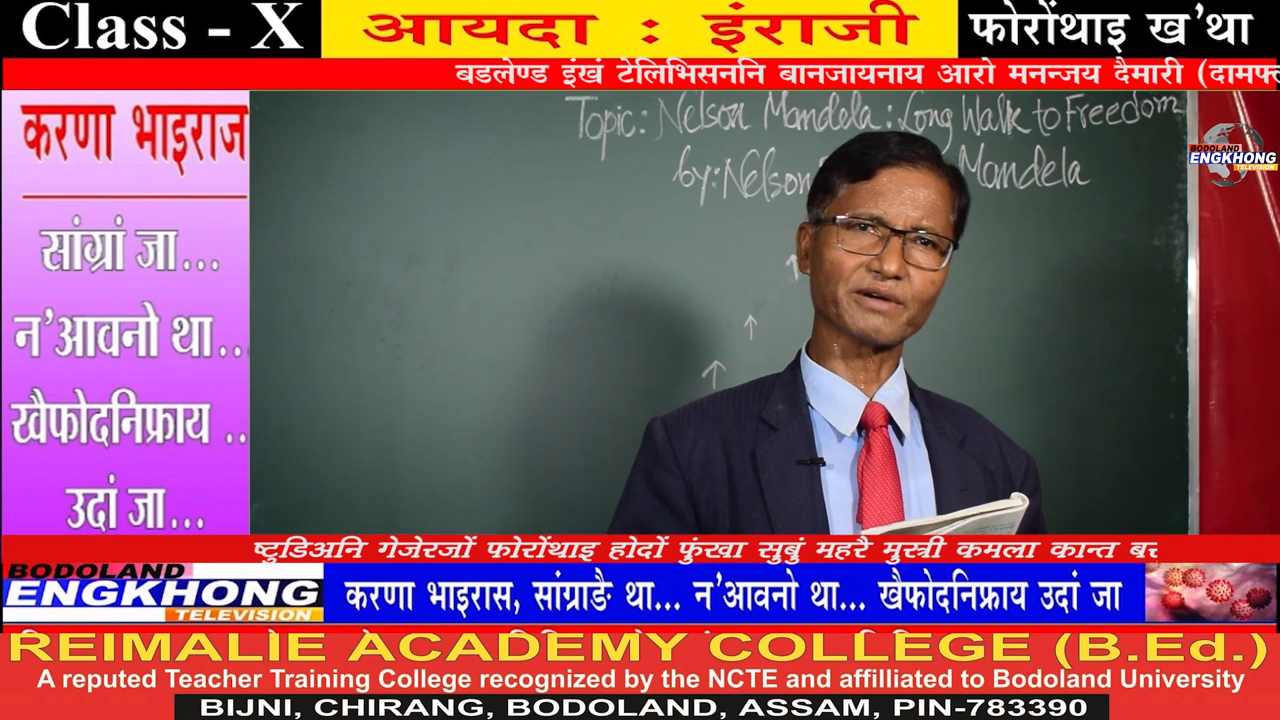 Class - X
आयदा : इंराजी
फोरोंथाइ ख'था
बडलेण्ड इंखं टेलिभिसननि बानजायनाय आरो मनन्जय दैमारी (दामफ्
करणा भाइराज
सांग्रां जा...
न'आवनो था...
खैफोदनिफ्राय ..
उदां जा...
Topic: Nelson Mandela: Long Walk to Freedom
by: Nelson Mandela
BODOLAND
ENGKHONG
TELEVISION
ष्टुडिअनि गेजेरजों फोरोंथाइ होदों फुंखा सुबुं महरै मुस्त्री कमला कान्त
BODOLAND
ENGKHONG
TELEVISION
करणा भाइरास, सांग्राङै था... न'आवनो था... खैफोदनिफ्राय उदां जा
REIMALIE ACADEMY COLLEGE (B.Ed.)
A reputed Teacher Training College recognized by the NCTE and affilliated to Bodoland University
BIJNI, CHIRANG, BODOLAND, ASSAM, PIN-783390